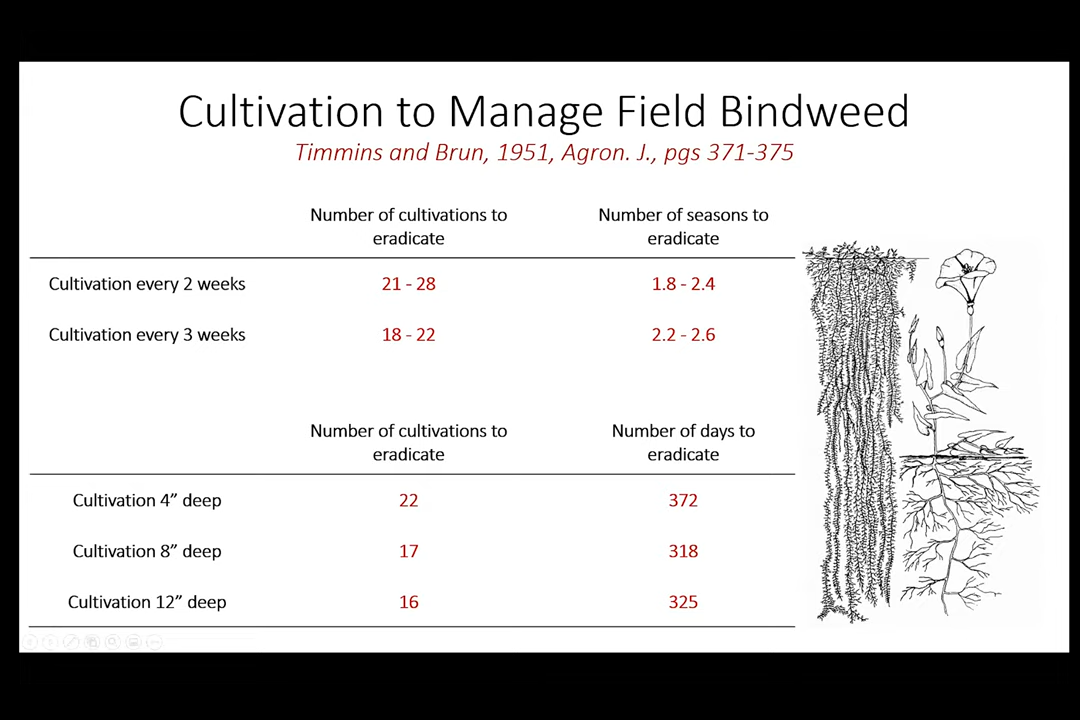 Cultivation to Manage Field Bindweed
Timmins and Brun, 1951, Agron. J., pgs 371-375
Number of cultivations to
eradicate
Number of seasons to
eradicate
Cultivation every 2 weeks
21 - 28
1.8 - 2.4
Cultivation every 3 weeks
18 - 22
2.2 - 2.6
Number of cultivations to
eradicate
Number of days to
eradicate
Cultivation 4” deep
22
372
Cultivation 8” deep
17
318
Cultivation 12” deep
16
325